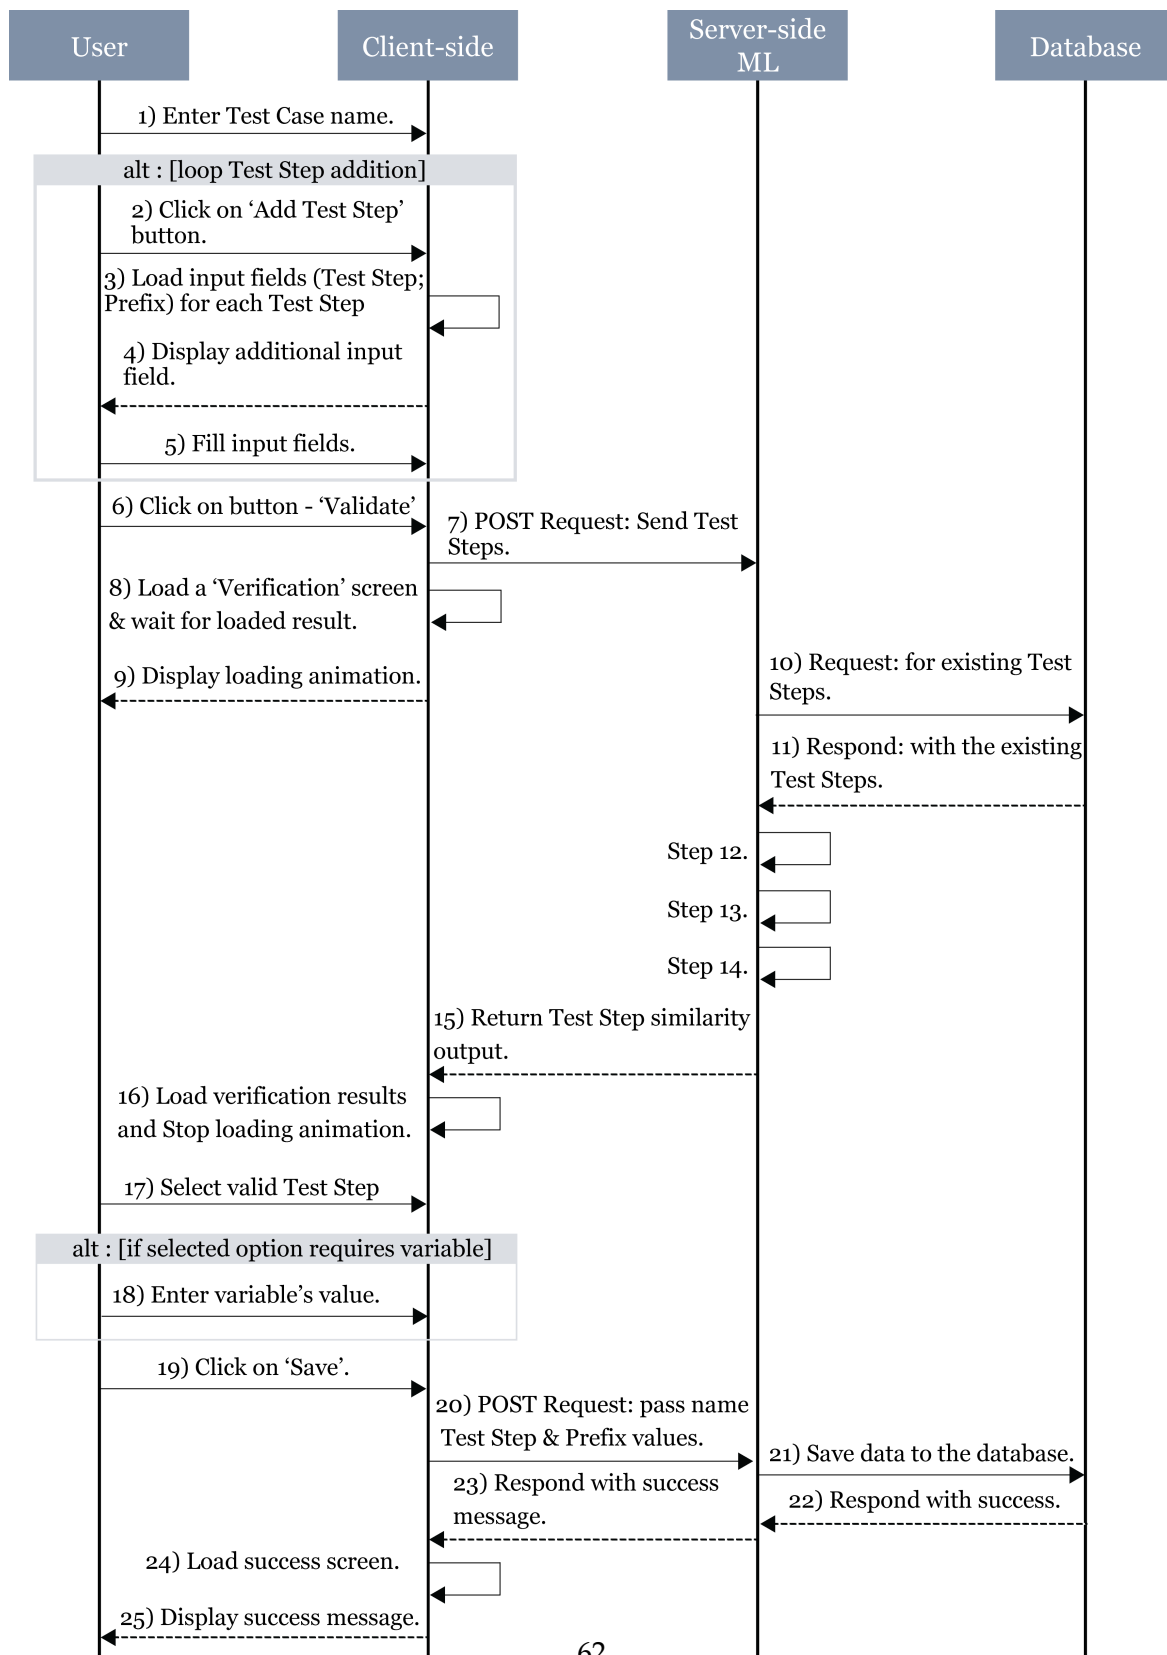 User
Client-side
Server-side
ML
Database
1) Enter Test Case name.
alt : [loop Test Step addition]
2) Click on ‘Add Test Step’
button.
3) Load input fields (Test Step;
Prefix) for each Test Step
4) Display additional input
field.
5) Fill input fields.
6) Click on button - ‘Validate’
7) POST Request: Send Test
Steps.
8) Load a ‘Verification’ screen
& wait for loaded result.
9) Display loading animation.
10) Request: for existing Test
Steps.
11) Respond: with the existing
Test Steps.
Step 12.
Step 13.
Step 14.
15) Return Test Step similarity
output.
16) Load verification results
and Stop loading animation.
17) Select valid Test Step
alt : [if selected option requires variable]
18) Enter variable’s value.
19) Click on ‘Save’.
20) POST Request: pass name
Test Step & Prefix values.
21) Save data to the database.
22) Respond with success.
23) Respond with success
message.
24) Load success screen.
25) Display success message.
62